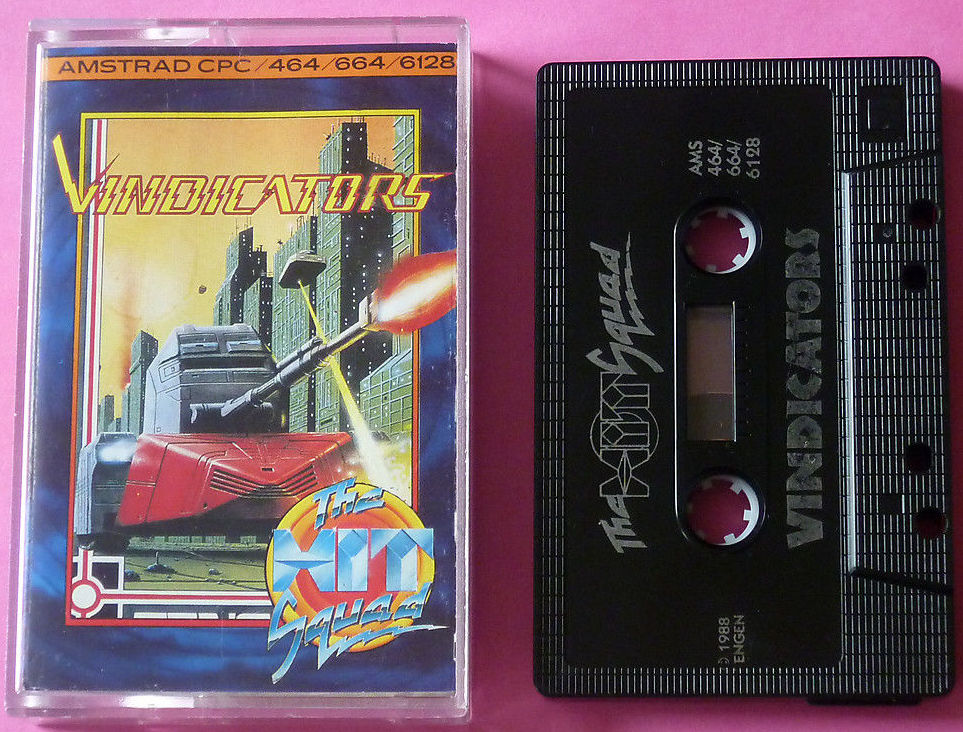 AMSTRAD CPC/464/664/6128
VINDICATORS
The
HIT
Squad
AMS
464/
664/
6128
The
HIT
Squad
VINDICATORS
℗ 1988
ENGEN